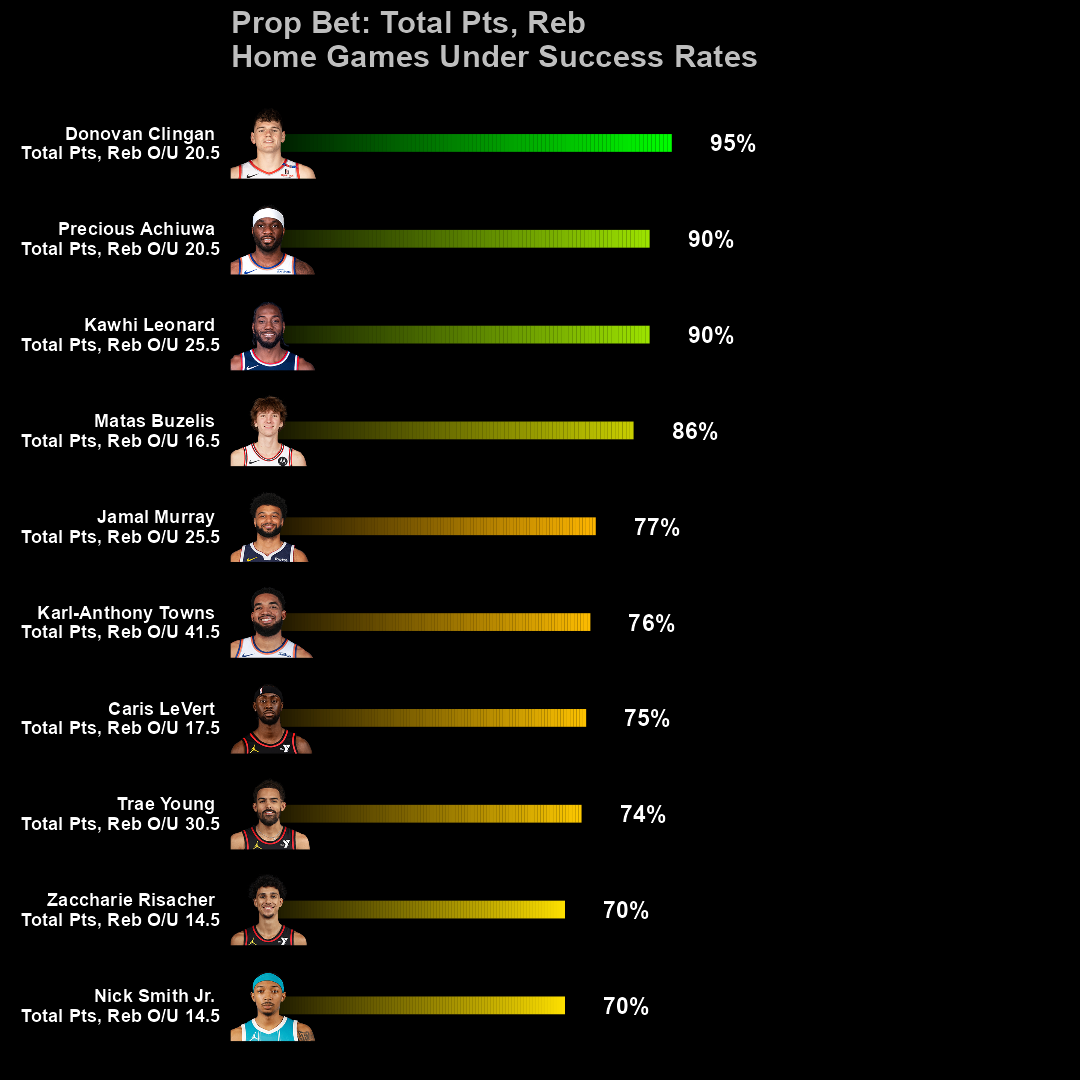 Prop Bet: Total Pts, Reb
Home Games Under Success Rates
Donovan Clingan
Total Pts, Reb O/U 20.5
95%
Precious Achiuwa
Total Pts, Reb O/U 20.5
90%
Kawhi Leonard
Total Pts, Reb O/U 25.5
90%
Matas Buzelis
Total Pts, Reb O/U 16.5
86%
Jamal Murray
Total Pts, Reb O/U 25.5
77%
Karl-Anthony Towns
Total Pts, Reb O/U 41.5
76%
Caris LeVert
Total Pts, Reb O/U 17.5
75%
Trae Young
Total Pts, Reb O/U 30.5
74%
Zaccharie Risacher
Total Pts, Reb O/U 14.5
70%
Nick Smith Jr.
Total Pts, Reb O/U 14.5
70%